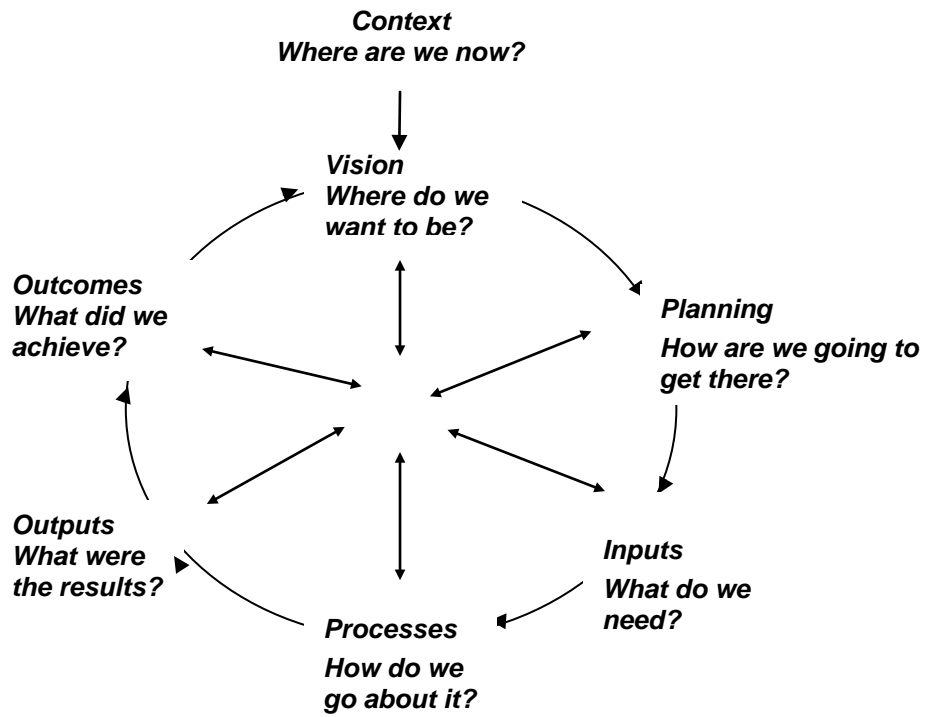 Context
Where are we now?
Vision
Where do we
want to be?
Planning
How are we going to
get there?
Inputs
What do we
need?
Processes
How do we
go about it?
Outputs
What were
the results?
Outcomes
What did we
achieve?